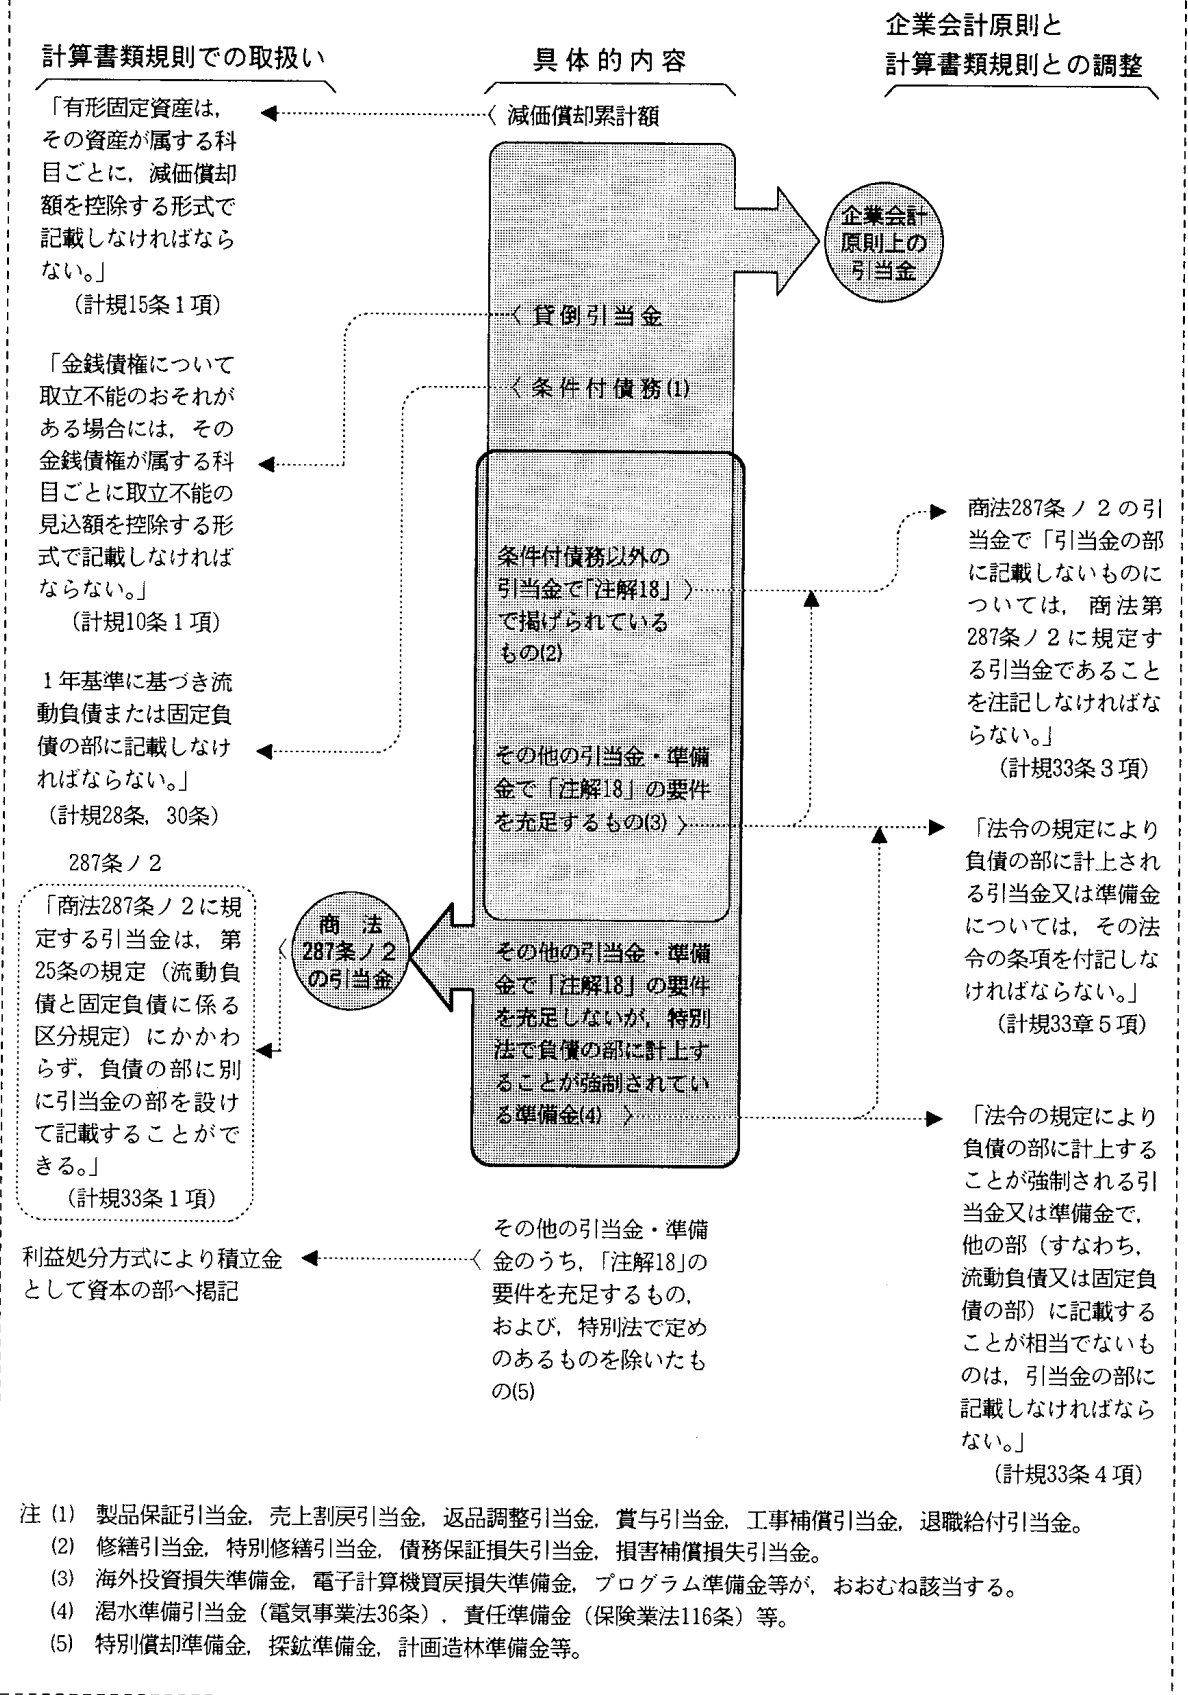 計算書類規則での取扱い
「有形固定資産は,
その資産が属する科
目ごとに, 減価償却
額を控除する形式で
記載しなければなら
ない。」
(計規15条1項)
「金銭債権について
取立不能のおそれが
ある場合には, その
金銭債権が属する科
目ごとに取立不能の
見込額を控除する形
式で記載しなければ
ならない。」
(計規10条1項)
1年基準に基づき流
動負債または固定負
債の部に記載しなけ
ればならない。」
(計規28条, 30条)
287条ノ2
「商法287条ノ2に規
定する引当金は, 第
25条の規定(流動負
債と固定負債に係る
区分規定)にかかわ
らず, 負債の部に別
に引当金の部を設け
て記載することがで
きる。」
(計規33条1項)
利益処分方式により積立金
として資本の部へ掲記
具体的内容
減価償却累計額
貸倒引当金
条件付債務(1)
条件付債務以外の
引当金で「注解18」
で掲げられている
もの(2)
その他の引当金・準備
金で「注解18」の要件
を充足するもの(3)
商法
287条ノ2
の引当金
その他の引当金・準備
金で「注解18」の要件
を充足しないが, 特別
法で負債の部に計上す
ることが強制されてい
る準備金(4)
その他の引当金・準備
金のうち,「注解18」の
要件を充足するもの,
および, 特別法で定め
のあるものを除いたも
の(5)
企業会計原則と
計算書類規則との調整
企業会計
原則上の
引当金
商法287条ノ2の引
当金で「引当金の部
に記載しないものに
ついては, 商法第
287条ノ2に規定す
る引当金であること
を注記しなければな
らない。」
(計規33条3項)
「法令の規定により
負債の部に計上され
る引当金又は準備金
については, その法
令の条項を付記しな
ければならない。」
(計規33章5項)
「法令の規定により
負債の部に計上する
ことが強制される引
当金又は準備金で,
他の部(すなわち,
流動負債又は固定負
債の部)に記載する
ことが相当でないも
のは, 引当金の部に
記載しなければなら
ない。」
(計規33条4項)
注 (1) 製品保証引当金, 売上割戻引当金, 返品調整引当金, 賞与引当金, 工事補償引当金, 退職給付引当金。
(2) 修繕引当金, 特別修繕引当金, 債務保証損失引当金, 損害補償損失引当金。
(3) 海外投資損失準備金, 電子計算機買戻損失準備金, プログラム準備金等が, おおむね該当する。
(4) 渇水準備引当金(電気事業法36条), 責任準備金(保険業法116条)等。
(5) 特別償却準備金, 探鉱準備金, 計画造林準備金等。